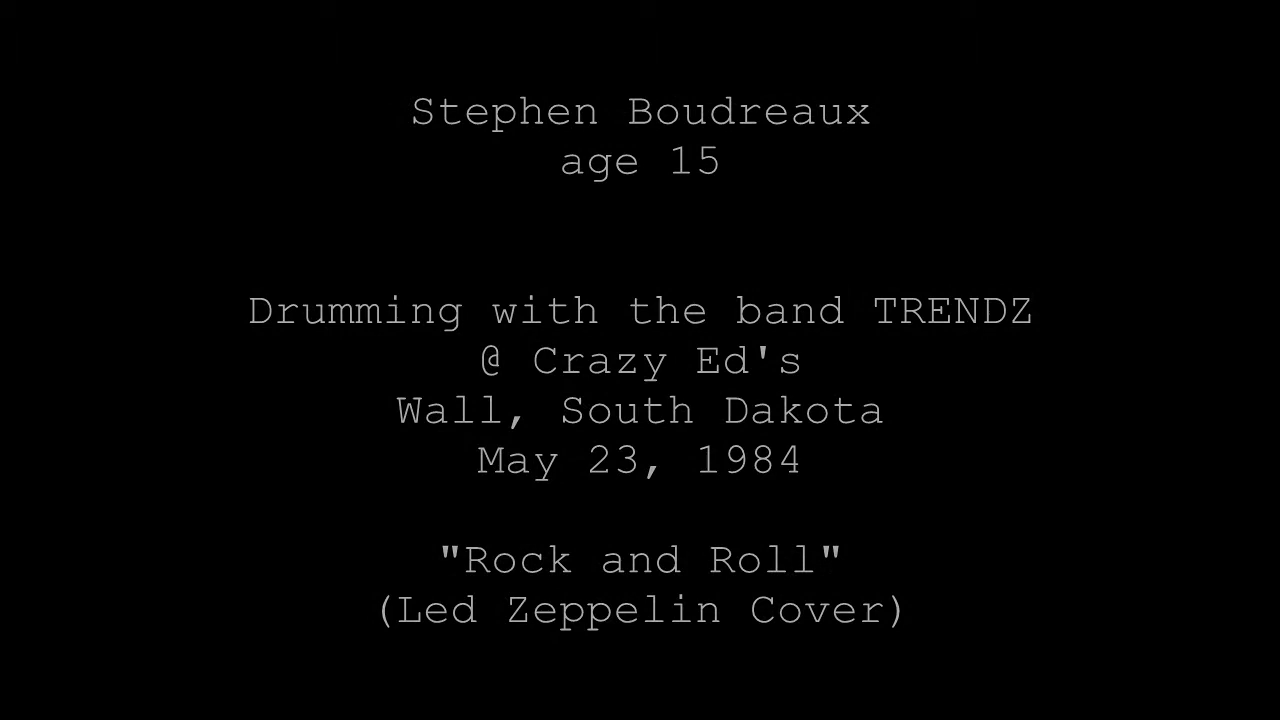 Stephen Boudreaux
age 15
Drumming with the band TRENDZ
@ Crazy Ed's
Wall, South Dakota
May 23, 1984
"Rock and Roll"
(Led Zeppelin Cover)